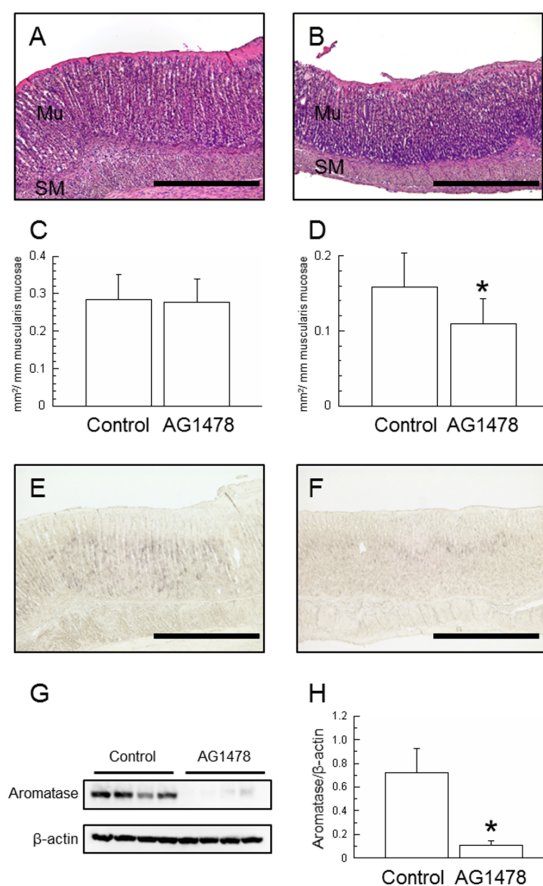 A
Mu
SM
B
Mu
SM
C
mm²/ mm muscularis mucosae
0.4
0.3
0.2
0.1
0
Control AG1478
D
mm²/ mm muscularis mucosae
0.2
0.1
0
*
Control AG1478
E
F
G
Control AG1478
Aromatase
β-actin
H
Aromatase/β-actin
1.2
1.0
0.8
0.6
0.4
0.2
0
*
Control AG1478